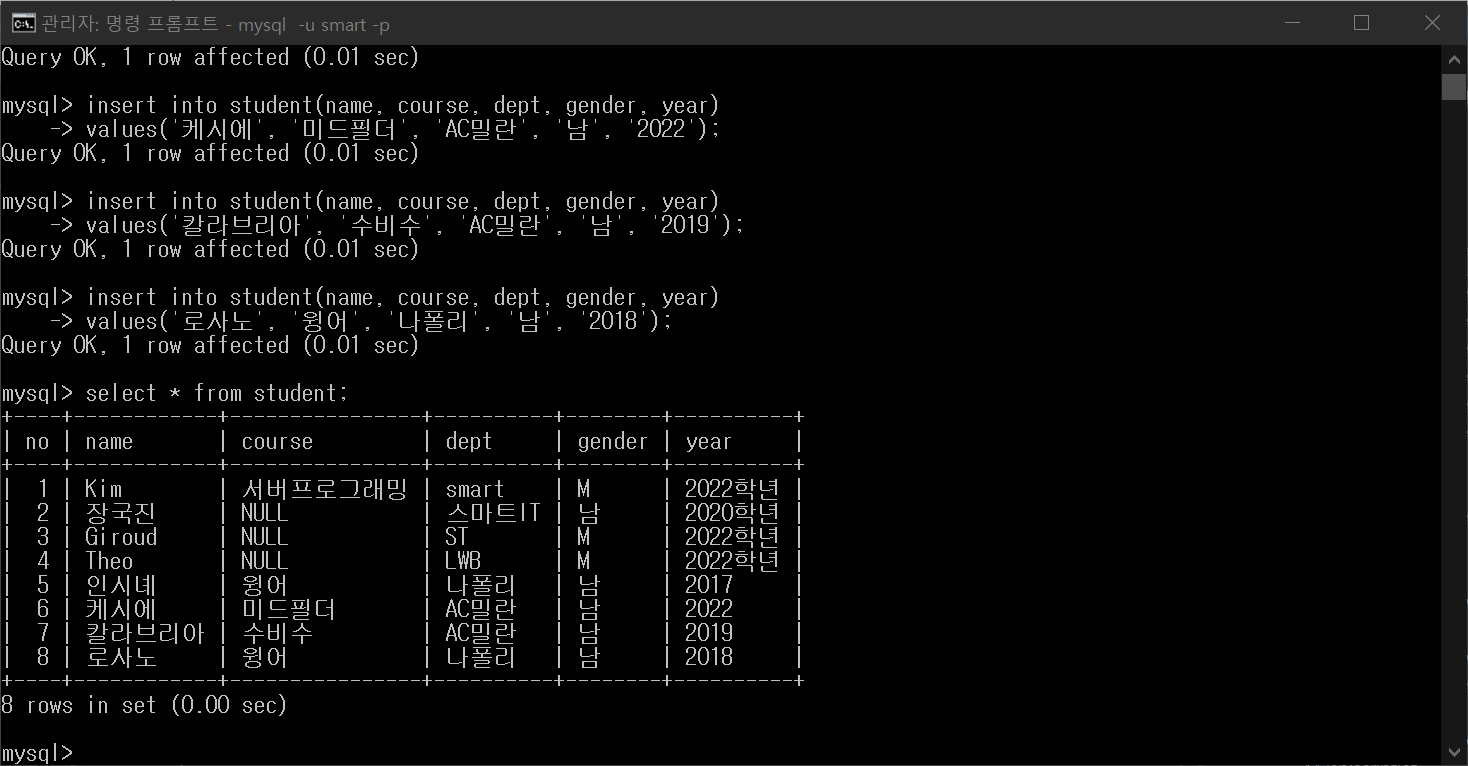 관리자: 명령 프롬프트 - mysql  -u smart -p
Query OK, 1 row affected (0.01 sec)

mysql> insert into student(name, course, dept, gender, year)
    -> values('케시에', '미드필더', 'AC밀란', '남', '2022');
Query OK, 1 row affected (0.01 sec)

mysql> insert into student(name, course, dept, gender, year)
    -> values('칼라브리아', '수비수', 'AC밀란', '남', '2019');
Query OK, 1 row affected (0.01 sec)

mysql> insert into student(name, course, dept, gender, year)
    -> values('로사노', '윙어', '나폴리', '남', '2018');
Query OK, 1 row affected (0.01 sec)

mysql> select * from student;
+----+------------+----------------+----------+--------+----------+
| no | name       | course         | dept     | gender | year     |
+----+------------+----------------+----------+--------+----------+
|  1 | Kim        | 서버프로그래밍 | smart    | M      | 2022학년 |
|  2 | 장국진     | NULL           | 스마트IT | 남     | 2020학년 |
|  3 | Giroud     | NULL           | ST       | M      | 2022학년 |
|  4 | Theo       | NULL           | LWB      | M      | 2022학년 |
|  5 | 인시녜     | 윙어           | 나폴리   | 남     | 2017     |
|  6 | 케시에     | 미드필더       | AC밀란   | 남     | 2022     |
|  7 | 칼라브리아 | 수비수         | AC밀란   | 남     | 2019     |
|  8 | 로사노     | 윙어           | 나폴리   | 남     | 2018     |
+----+------------+----------------+----------+--------+----------+
8 rows in set (0.00 sec)

mysql>